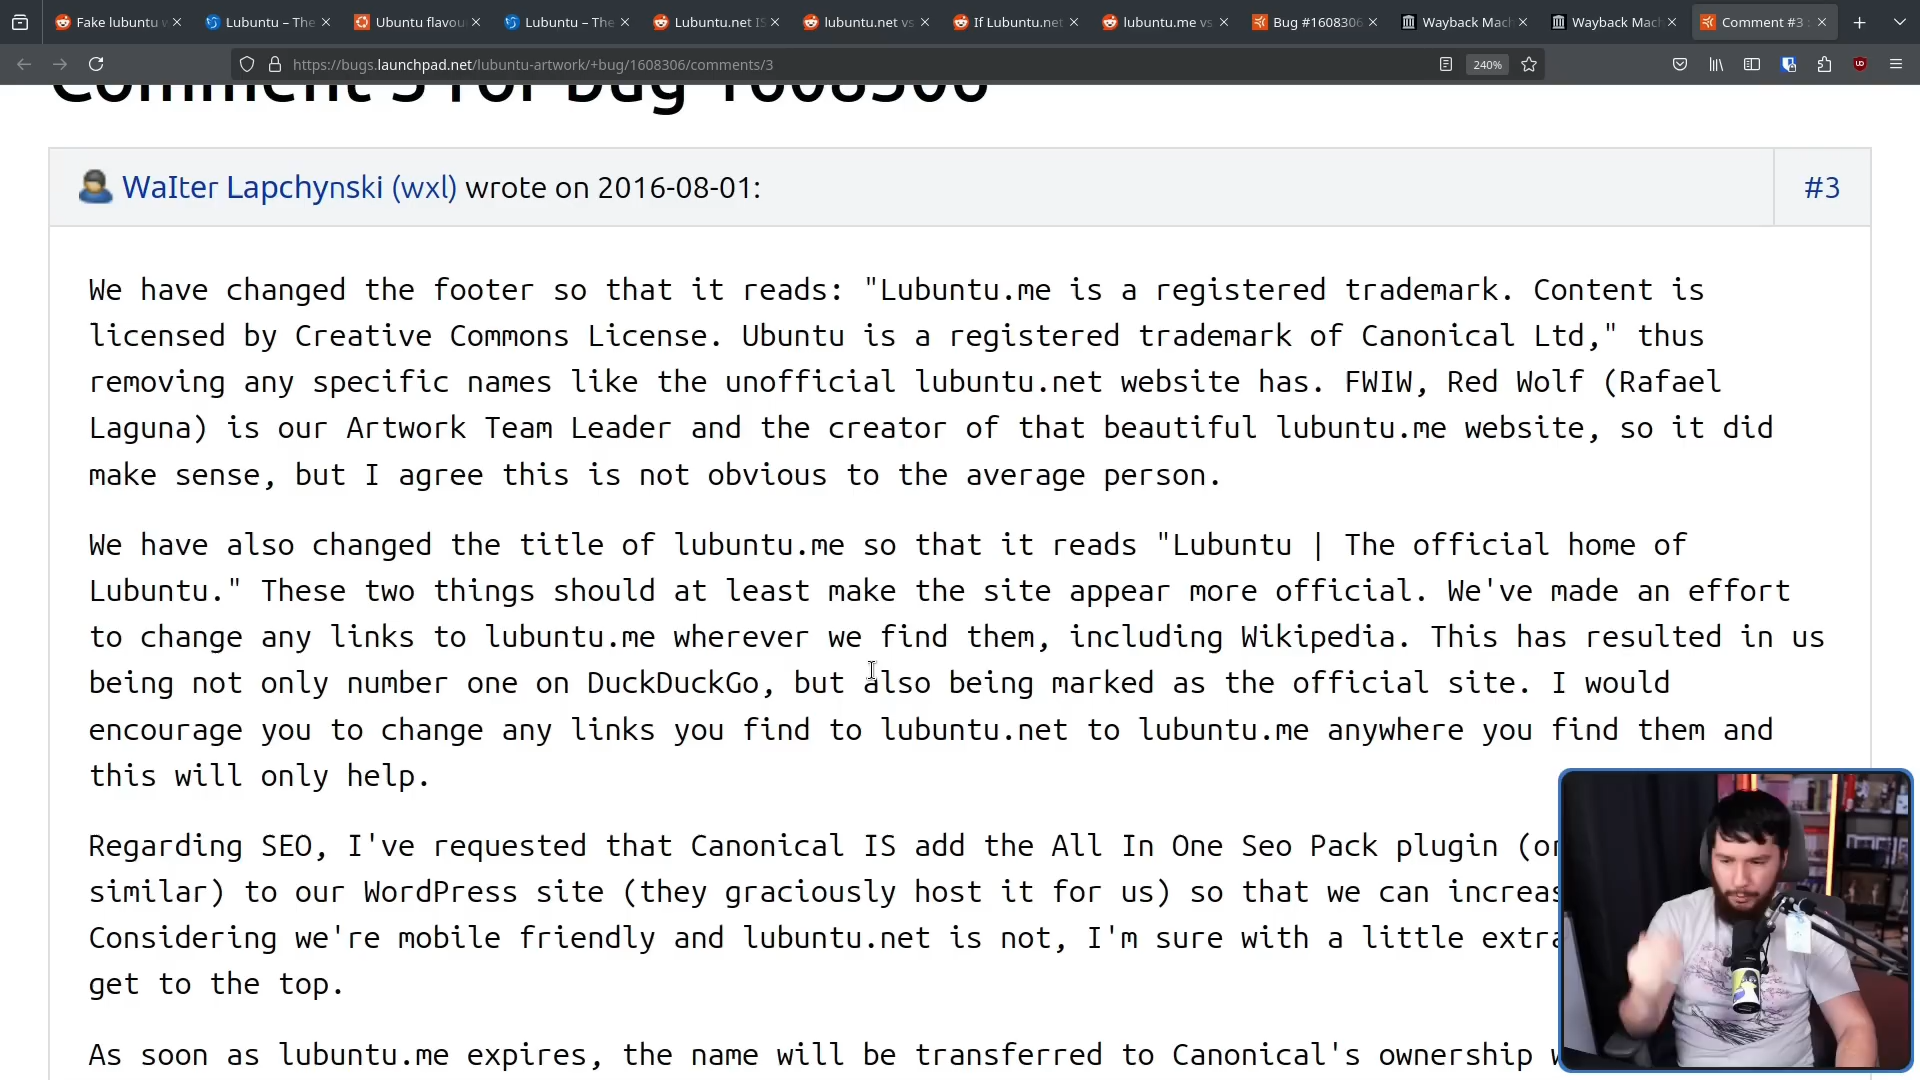 Fake lubuntu w
Lubuntu – The
Ubuntu flavou
Lubuntu – The
Lubuntu.net IS
lubuntu.net vs
If Lubuntu.net
lubuntu.me vs
Bug #1608306
Wayback Mach
Wayback Mach
Comment #3 :
https://bugs.launchpad.net/lubuntu-artwork/+bug/1608306/comments/3
240%
Comment 3 for bug 1608306
WaIter Lapchynski (wxl) wrote on 2016-08-01:
#3
We have changed the footer so that it reads: "Lubuntu.me is a registered trademark. Content is
licensed by Creative Commons License. Ubuntu is a registered trademark of Canonical Ltd," thus
removing any specific names like the unofficial lubuntu.net website has. FWIW, Red Wolf (Rafael
Laguna) is our Artwork Team Leader and the creator of that beautiful lubuntu.me website, so it did
make sense, but I agree this is not obvious to the average person.
We have also changed the title of lubuntu.me so that it reads "Lubuntu | The official home of
Lubuntu." These two things should at least make the site appear more official. We've made an effort
to change any links to lubuntu.me wherever we find them, including Wikipedia. This has resulted in us
being not only number one on DuckDuckGo, but also being marked as the official site. I would
encourage you to change any links you find to lubuntu.net to lubuntu.me anywhere you find them and
this will only help.
Regarding SEO, I've requested that Canonical IS add the All In One Seo Pack plugin (or
similar) to our WordPress site (they graciously host it for us) so that we can increas
Considering we're mobile friendly and lubuntu.net is not, I'm sure with a little extra
get to the top.
As soon as lubuntu.me expires, the name will be transferred to Canonical's ownership w